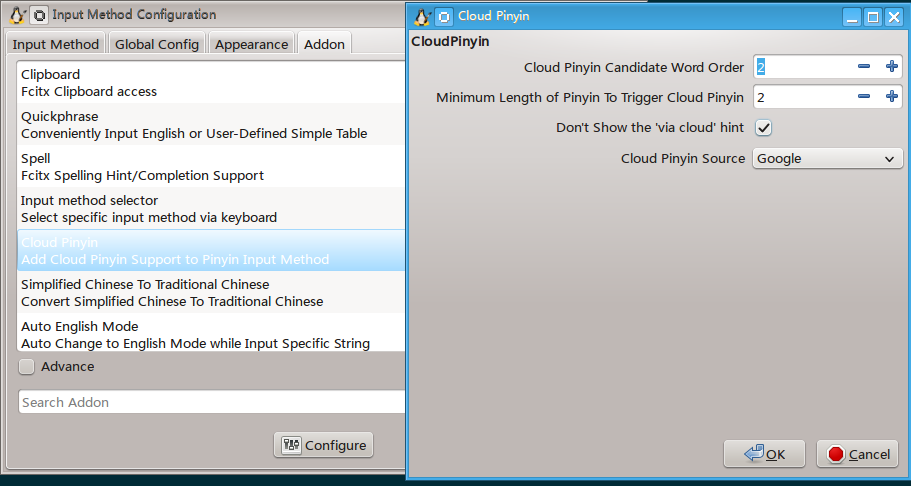 Input Method Configuration
Input Method Global Config Appearance Addon
Clipboard
Fcitx Clipboard access
Quickphrase
Conveniently Input English or User-Defined Simple Table
Spell
Fcitx Spelling Hint/Completion Support
Input method selector
Select specific input method via keyboard
Cloud Pinyin
Add Cloud Pinyin Support to Pinyin Input Method
Simplified Chinese To Traditional Chinese
Convert Simplified Chinese To Traditional Chinese
Auto English Mode
Auto Change to English Mode while Input Specific String
Advance
Search Addon
Configure
Cloud Pinyin
CloudPinyin
Cloud Pinyin Candidate Word Order 2
Minimum Length of Pinyin To Trigger Cloud Pinyin 2
Don't Show the 'via cloud' hint
Cloud Pinyin Source Google
OK Cancel